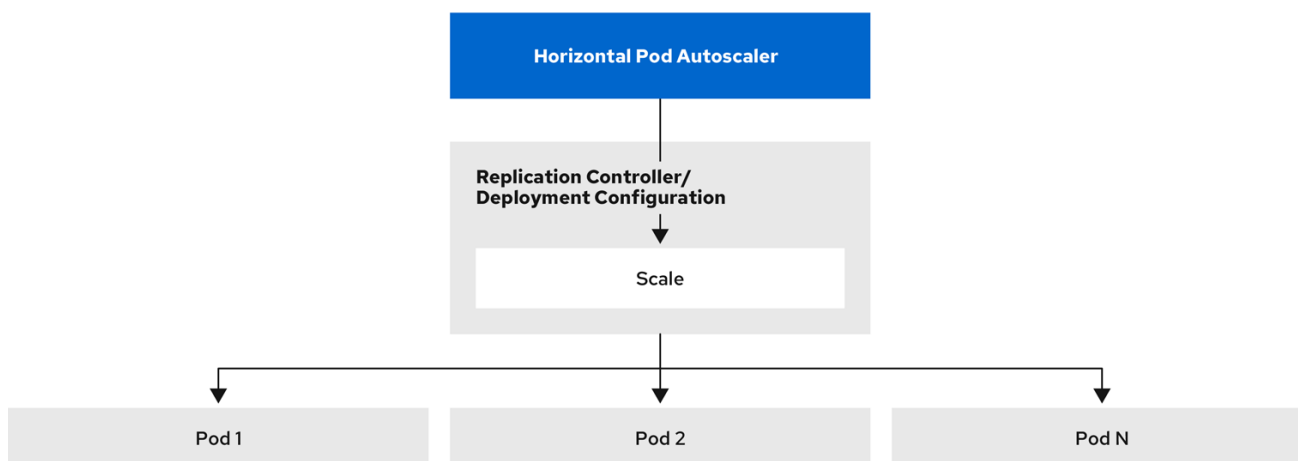 Horizontal Pod Autoscaler
Replication Controller/
Deployment Configuration
Scale
Pod 1
Pod 2
Pod N